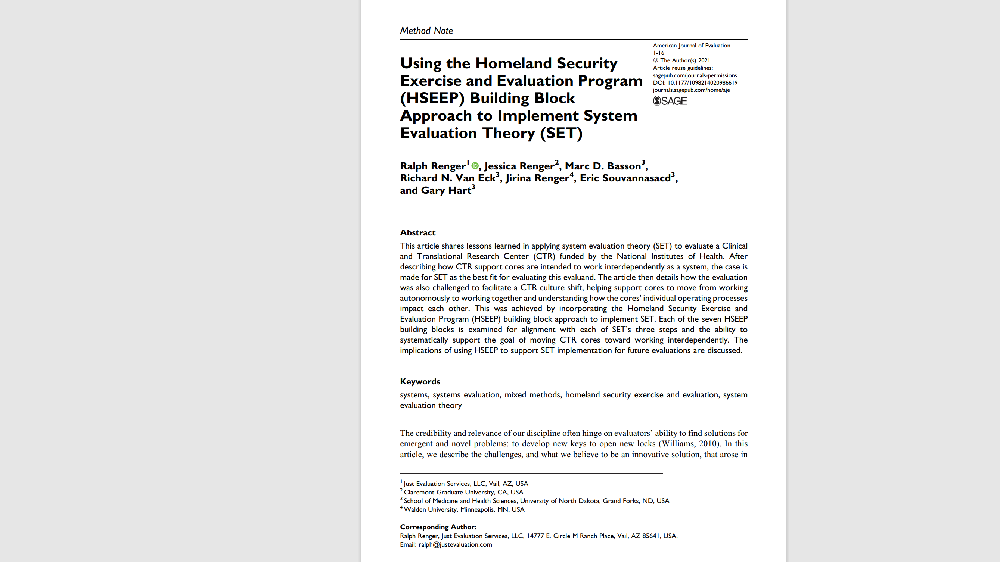 Method Note
American Journal of Evaluation
1-16
© The Author(s) 2021
Article reuse guidelines:
sagepub.com/journals-permissions
DOI: 10.1177/1098214020986619
journals.sagepub.com/home/aje
SAGE
Using the Homeland Security
Exercise and Evaluation Program
(HSEEP) Building Block
Approach to Implement System
Evaluation Theory (SET)
Ralph Renger1 iD, Jessica Renger2, Marc D. Basson3,
Richard N. Van Eck3, Jirina Renger4, Eric Souvannasacd3,
and Gary Hart3
Abstract
This article shares lessons learned in applying system evaluation theory (SET) to evaluate a Clinical
and Translational Research Center (CTR) funded by the National Institutes of Health. After
describing how CTR support cores are intended to work interdependently as a system, the case is
made for SET as the best fit for evaluating this evaluand. The article then details how the evaluation
was also challenged to facilitate a CTR culture shift, helping support cores to move from working
autonomously to working together and understanding how the cores' individual operating processes
impact each other. This was achieved by incorporating the Homeland Security Exercise and
Evaluation Program (HSEEP) building block approach to implement SET. Each of the seven HSEEP
building blocks is examined for alignment with each of SET's three steps and the ability to
systematically support the goal of moving CTR cores toward working interdependently. The
implications of using HSEEP to support SET implementation for future evaluations are discussed.
Keywords
systems, systems evaluation, mixed methods, homeland security exercise and evaluation, system
evaluation theory
The credibility and relevance of our discipline often hinge on evaluators' ability to find solutions for
emergent and novel problems: to develop new keys to open new locks (Williams, 2010). In this
article, we describe the challenges, and what we believe to be an innovative solution, that arose in
1 Just Evaluation Services, LLC, Vail, AZ, USA
2 Claremont Graduate University, CA, USA
3 School of Medicine and Health Sciences, University of North Dakota, Grand Forks, ND, USA
4 Walden University, Minneapolis, MN, USA
Corresponding Author:
Ralph Renger, Just Evaluation Services, LLC, 14777 E. Circle M Ranch Place, Vail, AZ 85641, USA.
Email: ralph@justevaluation.com